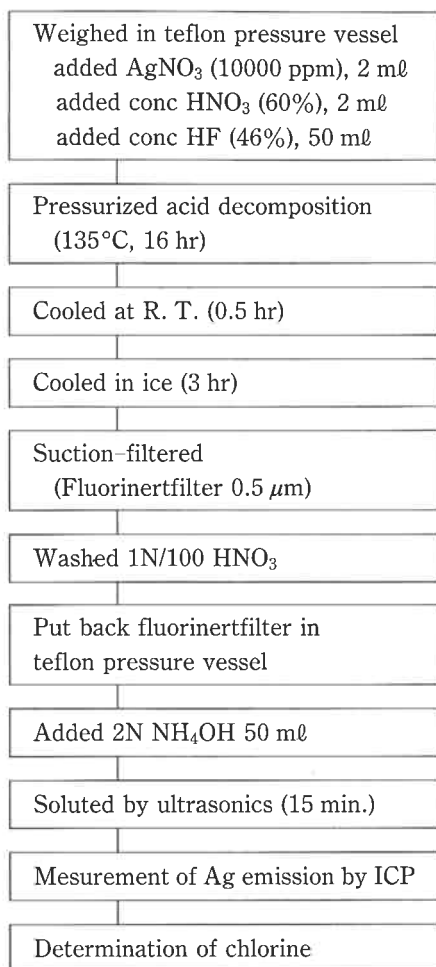 Weighed in teflon pressure vessel
added AgNO₃ (10000 ppm), 2 mℓ
added conc HNO₃ (60%), 2 mℓ
added conc HF (46%), 50 mℓ
Pressurized acid decomposition
(135°C, 16 hr)
Cooled at R. T. (0.5 hr)
Cooled in ice (3 hr)
Suction-filtered
(Fluorinertfilter 0.5 μm)
Washed 1N/100 HNO₃
Put back fluorinertfilter in
teflon pressure vessel
Added 2N NH₄OH 50 mℓ
Soluted by ultrasonics (15 min.)
Mesurement of Ag emission by ICP
Determination of chlorine